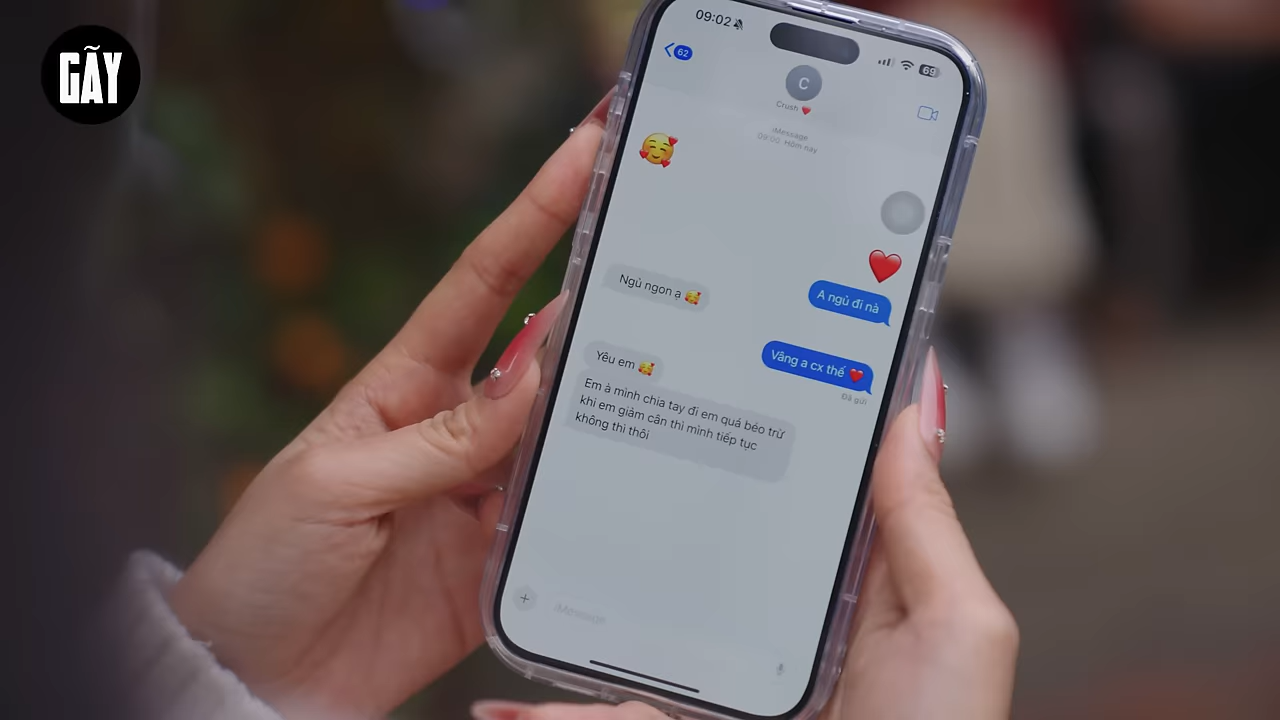 GÃY
09:02
62
69
C
Crush ❤️
iMessage
09:00 Hôm nay
🥰
❤️
A ngủ đi nà
Ngủ ngon ạ 🥰
Vâng a cx thế ❤️
Đã gửi
Yêu em 🥰
Em à mình chia tay đi em quá béo trừ
khi em giảm cân thì mình tiếp tục
không thì thôi
iMessage